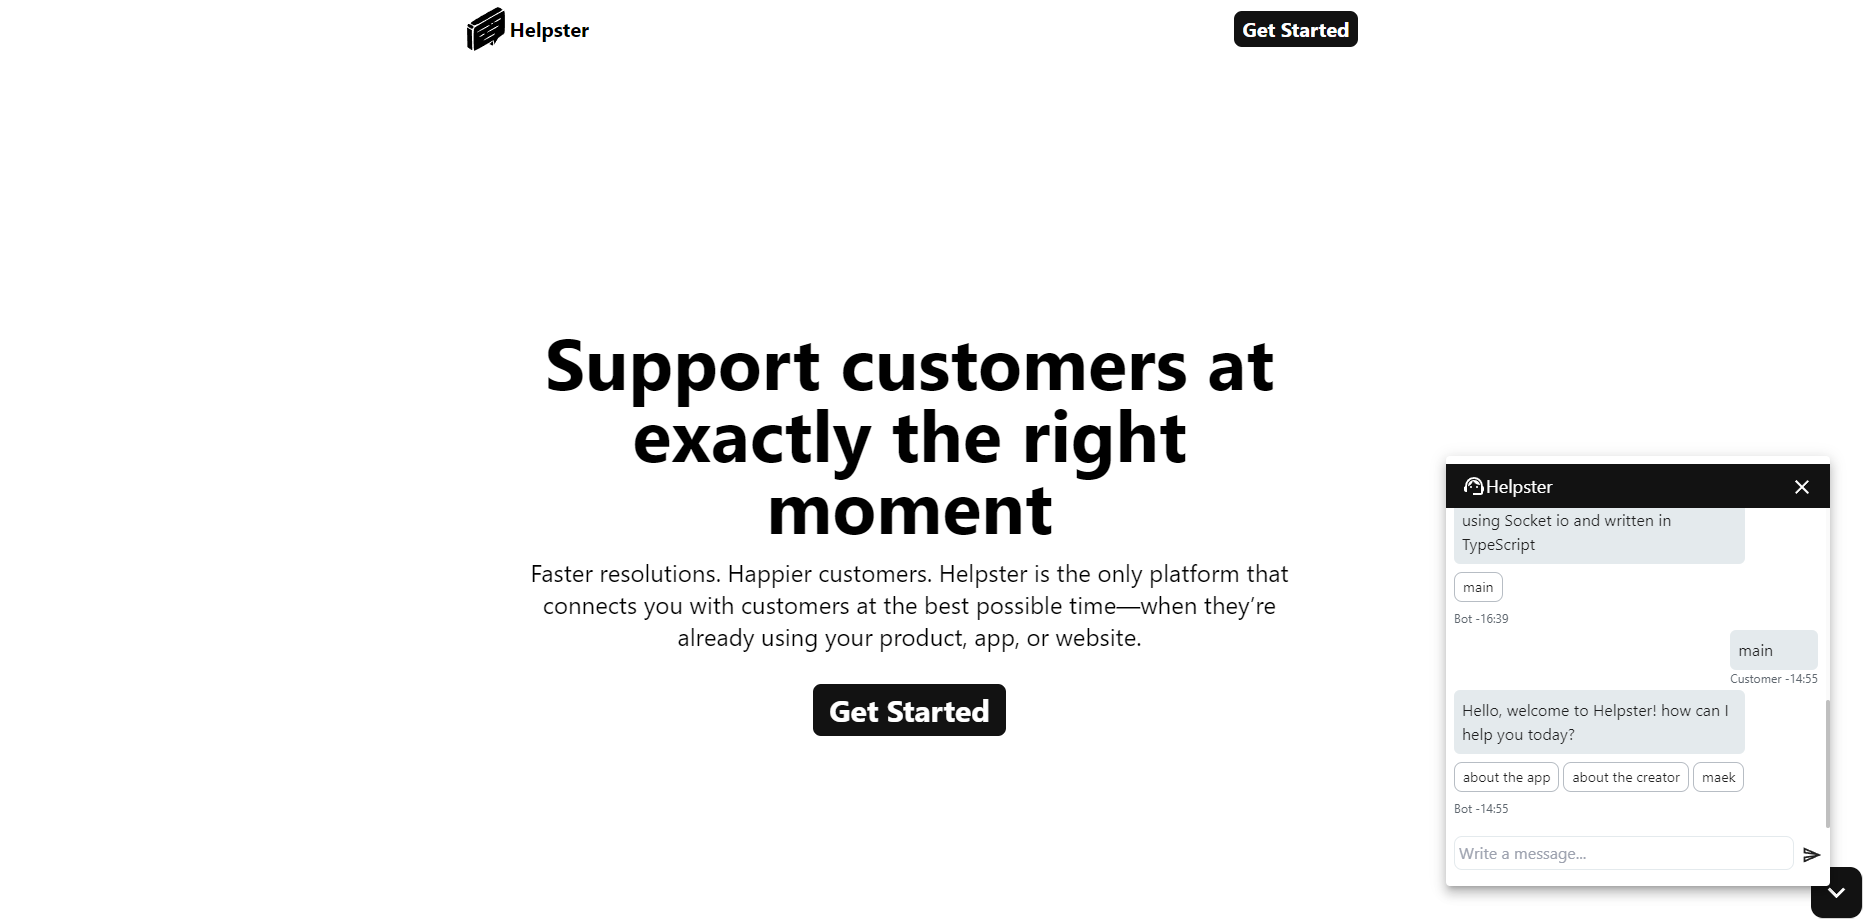 Helpster
Get Started
Support customers at
exactly the right
moment
Faster resolutions. Happier customers. Helpster is the only platform that
connects you with customers at the best possible time—when they’re
already using your product, app, or website.
Get Started
Helpster
using Socket io and written in
TypeScript
main
Bot -16:39
main
Customer -14:55
Hello, welcome to Helpster! how can I
help you today?
about the app about the creator maek
Bot -14:55
Write a message...